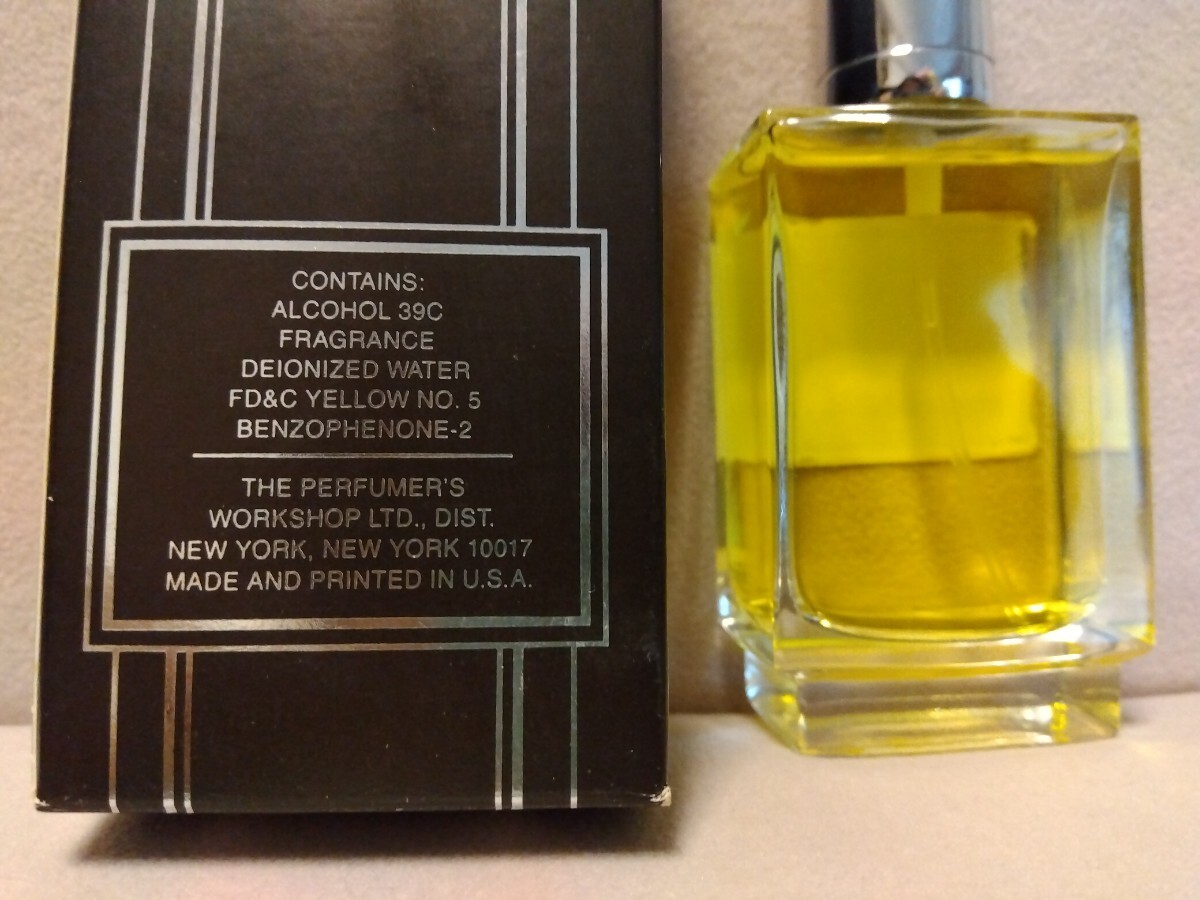 CONTAINS:
ALCOHOL 39C
FRAGRANCE
DEIONIZED WATER
FD&C YELLOW NO. 5
BENZOPHENONE-2
THE PERFUMER'S
WORKSHOP LTD., DIST.
NEW YORK, NEW YORK 10017
MADE AND PRINTED IN U.S.A.